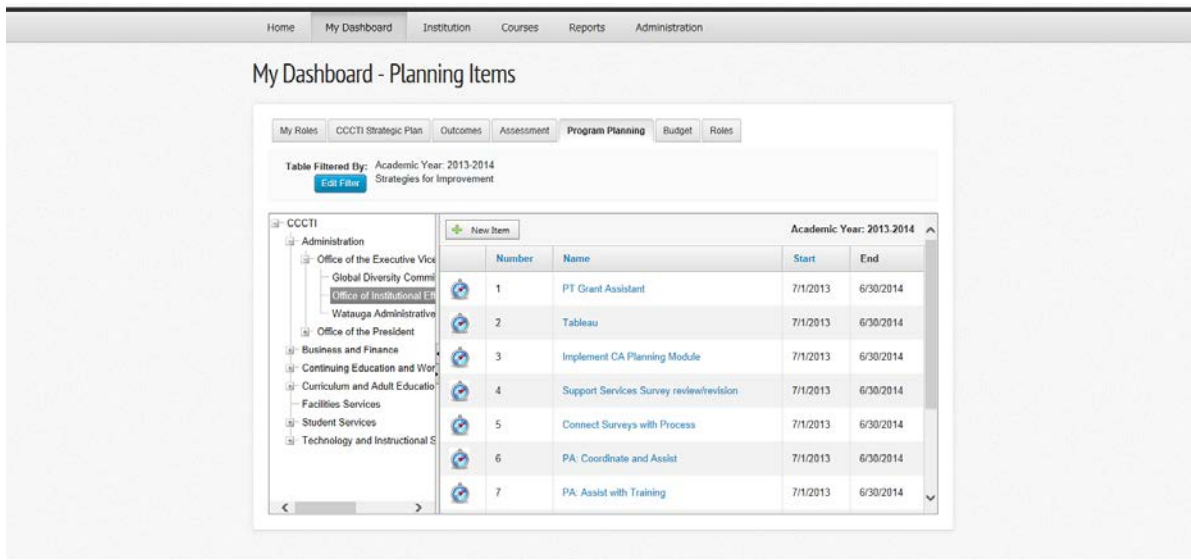 Home My Dashboard Institution Courses Reports Administration
My Dashboard - Planning Items
My Roles CCCTI Strategic Plan Outcomes Assessment Program Planning Budget Roles
Table Filtered By: Academic Year: 2013-2014
Edit Filter Strategies for Improvement
CCCTI
Administration
Office of the Executive Vice
Global Diversity Commi
Office of Institutional Eff
Watauga Administrative
Office of the President
Business and Finance
Continuing Education and Wor
Curriculum and Adult Educatio
Facilities Services
Student Services
Technology and Instructional S
New Item Academic Year: 2013-2014
Number Name Start End
1 PT Grant Assistant 7/1/2013 6/30/2014
2 Tableau 7/1/2013 6/30/2014
3 Implement CA Planning Module 7/1/2013 6/30/2014
4 Support Services Survey review/revision 7/1/2013 6/30/2014
5 Connect Surveys with Process 7/1/2013 6/30/2014
6 PA: Coordinate and Assist 7/1/2013 6/30/2014
7 PA: Assist with Training 7/1/2013 6/30/2014